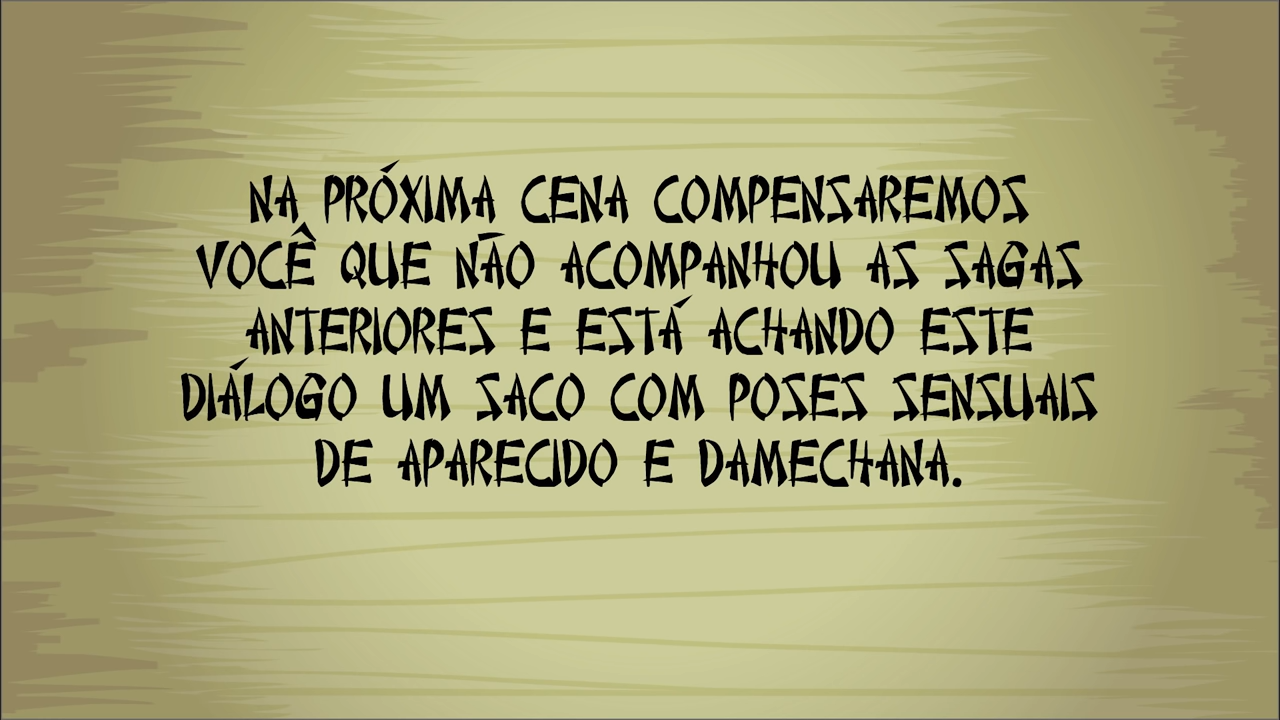 NA PRÓXIMA CENA COMPENSAREMOS
VOCÊ QUE NÃO ACOMPANHOU AS SAGAS
ANTERIORES E ESTÁ ACHANDO ESTE
DIÁLOGO UM SACO COM POSES SENSUAIS
DE APARECIDO E DAMECHANA.